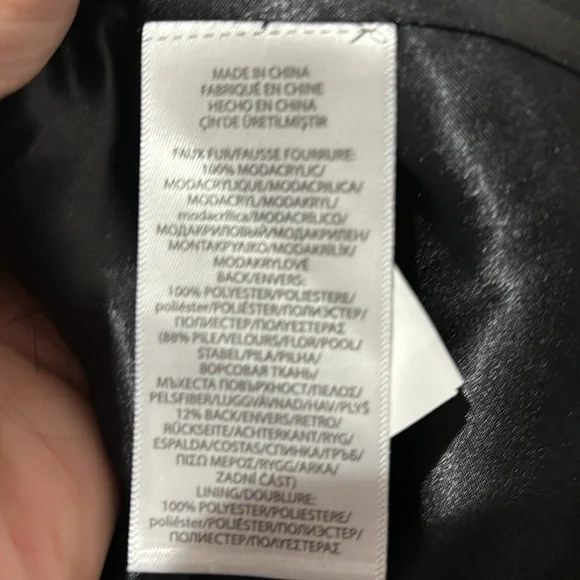 MADE IN CHINA
FABRIQUÉ EN CHINE
HECHO EN CHINA
ÇİN'DE ÜRETİLMİŞTİR
FAUX FUR/FAUSSE FOURRURE:
100% MODACRYLIC/
MODACRYLIQUE/MODACRILICA/
MODACRYL/MODAKRYL/
modacrílica/MODACRÍLICO/
МОДАКРИЛОВЫЙ/МОДАКРИЛЕН/
ΜΟΝΤΑΚΡΥΛΙΚΟ/MODAKRİLİK/
MODAKRYLOVÉ
BACK/ENVERS:
100% POLYESTER/POLIESTERE/
poliéster/POLIÉSTER/ПОЛИЭСТЕР/
ПОЛИЕСТЕР/ΠΟΛΥΕΣΤΕΡΑΣ
(88% PILE/VELOURS/FLOR/POOL/
STABEL/PILA/PILHA/
ВОРСОВАЯ ТКАНЬ/
МЪХЕСТА ПОВЪРХНОСТ/ΠΕΛΟΣ/
PELSFIBER/LUGGVÄVNAD/HAV/PLYŠ
12% BACK/ENVERS/RETRO/
RÜCKSEITE/ACHTERKANT/RYG/
ESPALDA/COSTAS/СПИНКА/ГРЪБ/
ΠΙΣΩ ΜΕΡΟΣ/RYGG/ARKA/
ZADNÍ ČÁST)
LINING/DOUBLURE:
100% POLYESTER/POLIESTERE/
poliéster/POLIÉSTER/ПОЛИЭСТЕР/
ПОЛИЕСТЕР/ΠΟΛΥΕΣΤΕΡΑΣ